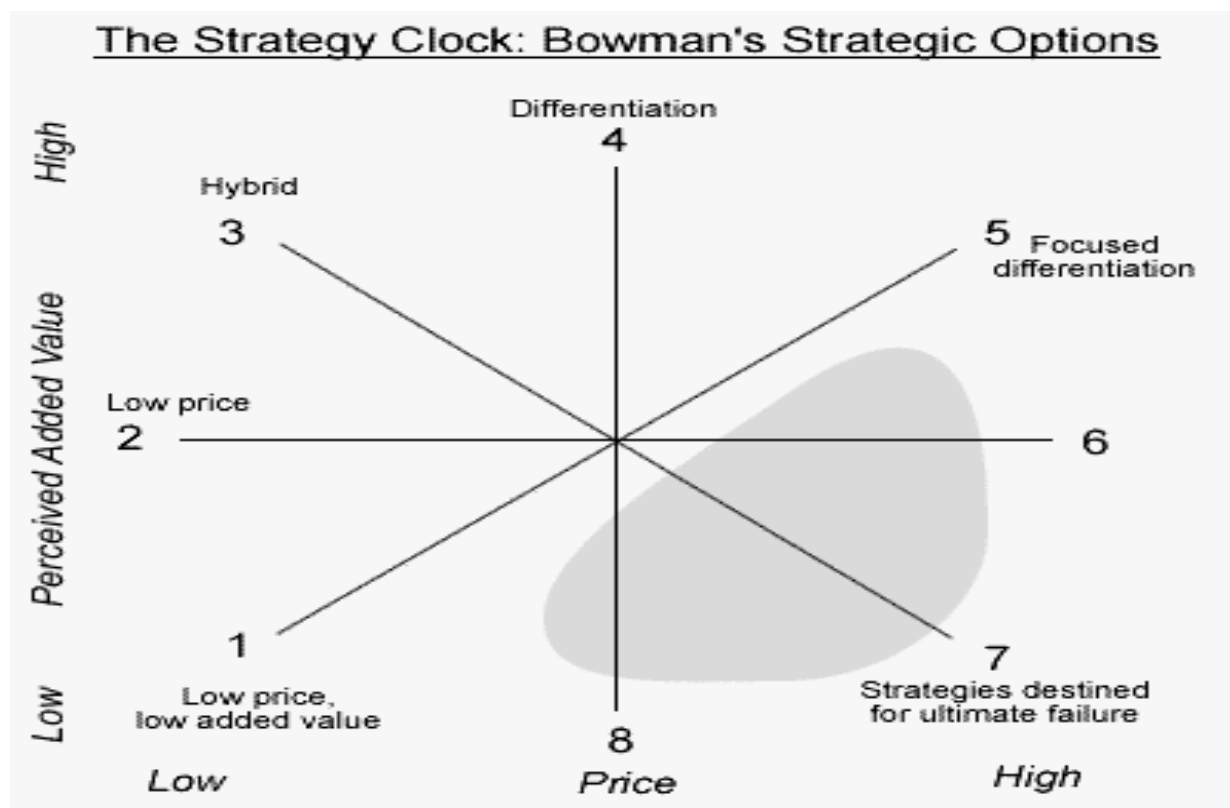 The Strategy Clock: Bowman's Strategic Options
High
Differentiation
4
Hybrid
3
5
Focused
differentiation
Perceived Added Value
Low price
2
6
1
Low price,
low added value
7
Strategies destined
for ultimate failure
8
Low
Low
Price
High